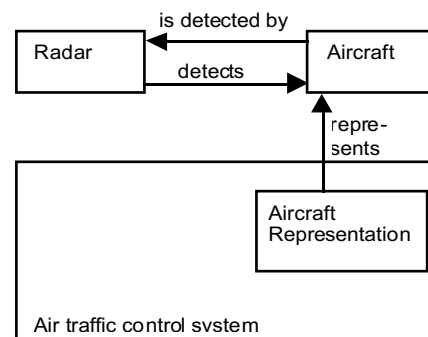 is detected by
Radar
Aircraft
detects
repre-
sents
Aircraft
Representation
Air traffic control system